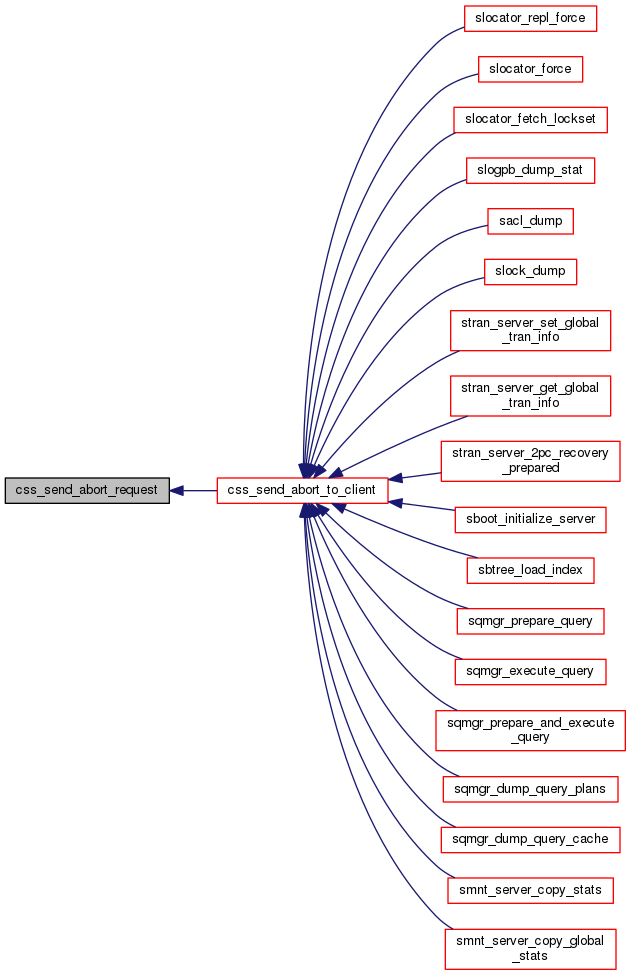 slocator_repl_force
slocator_force
slocator_fetch_lockset
slogpb_dump_stat
sacl_dump
slock_dump
stran_server_set_global
_tran_info
stran_server_get_global
_tran_info
stran_server_2pc_recovery
_prepared
css_send_abort_request
css_send_abort_to_client
sboot_initialize_server
sbtree_load_index
sqmgr_prepare_query
sqmgr_execute_query
sqmgr_prepare_and_execute
_query
sqmgr_dump_query_plans
sqmgr_dump_query_cache
smnt_server_copy_stats
smnt_server_copy_global
_stats